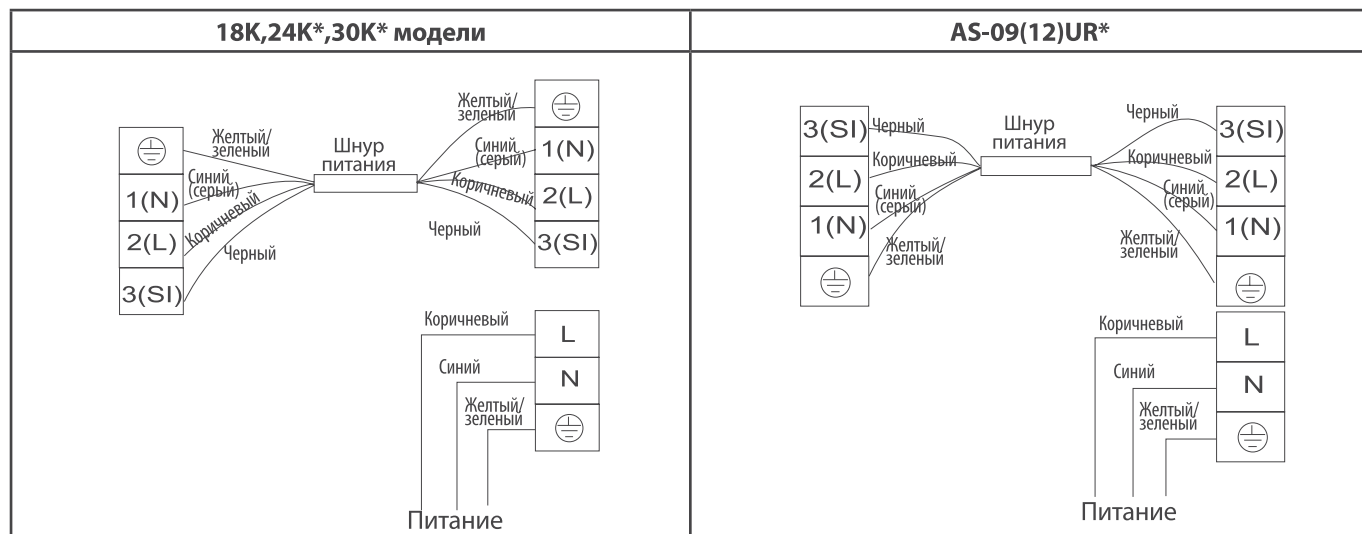 18K,24K*,30K* модели
AS-09(12)UR*
Желтый/
зеленый
1(N)
Синий
(серый)
2(L)
Коричневый
3(SI)
Черный
Шнур
питания
Желтый/
зеленый
Синий
(серый)
1(N)
Коричневый
2(L)
Черный
3(SI)
Коричневый
L
Синий
N
Желтый/
зеленый
Питание
3(SI)
Черный
2(L)
Коричневый
Синий
(серый)
1(N)
Желтый/
зеленый
Шнур
питания
Черный
3(SI)
Коричневый
2(L)
Синий
(серый)
1(N)
Желтый/
зеленый
Коричневый
L
Синий
N
Желтый/
зеленый
Питание